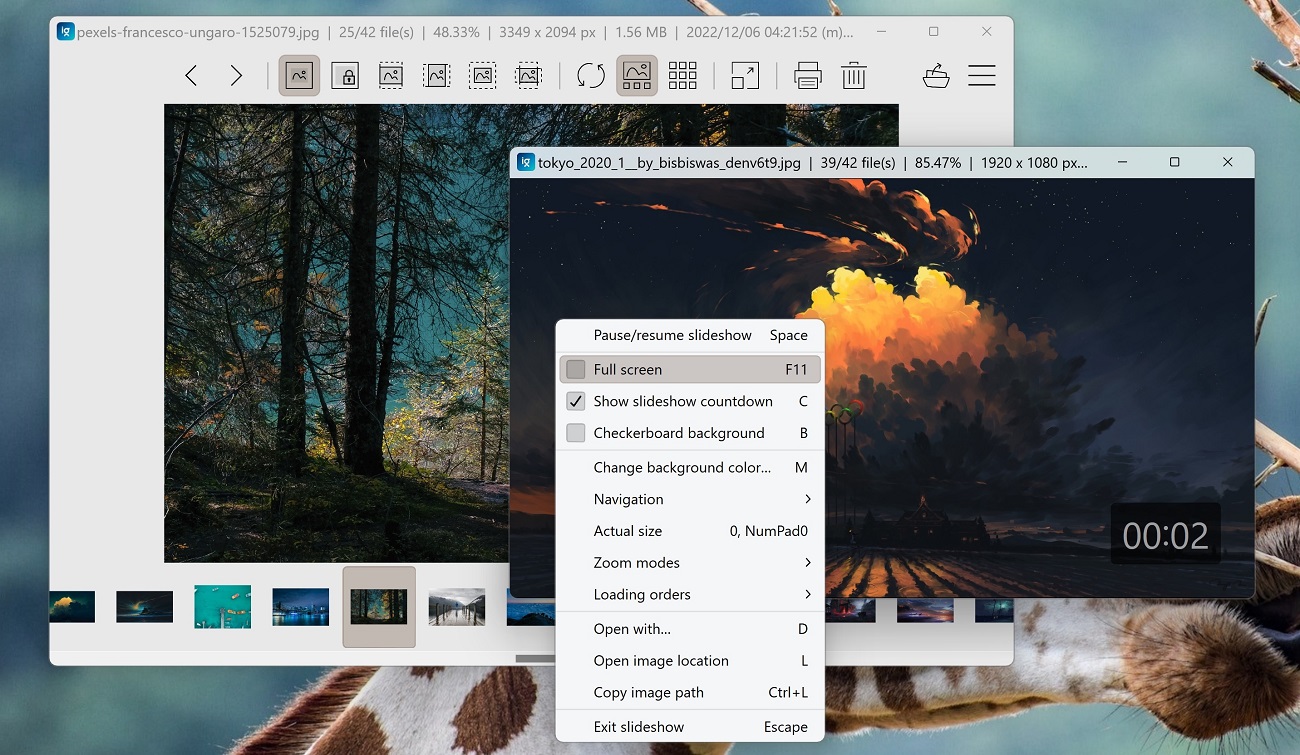 ig pexels-francesco-ungaro-1525079.jpg | 25/42 file(s) | 48.33% | 3349 x 2094 px | 1.56 MB | 2022/12/06 04:21:52 (m)...
ig tokyo_2020_1__by_bisbiswas_denv6t9.jpg | 39/42 file(s) | 85.47% | 1920 x 1080 px...
Pause/resume slideshow Space
Full screen F11
Show slideshow countdown C
Checkerboard background B
Change background color... M
Navigation
Actual size 0, NumPad0
Zoom modes
Loading orders
Open with... D
Open image location L
Copy image path Ctrl+L
Exit slideshow Escape
00:02